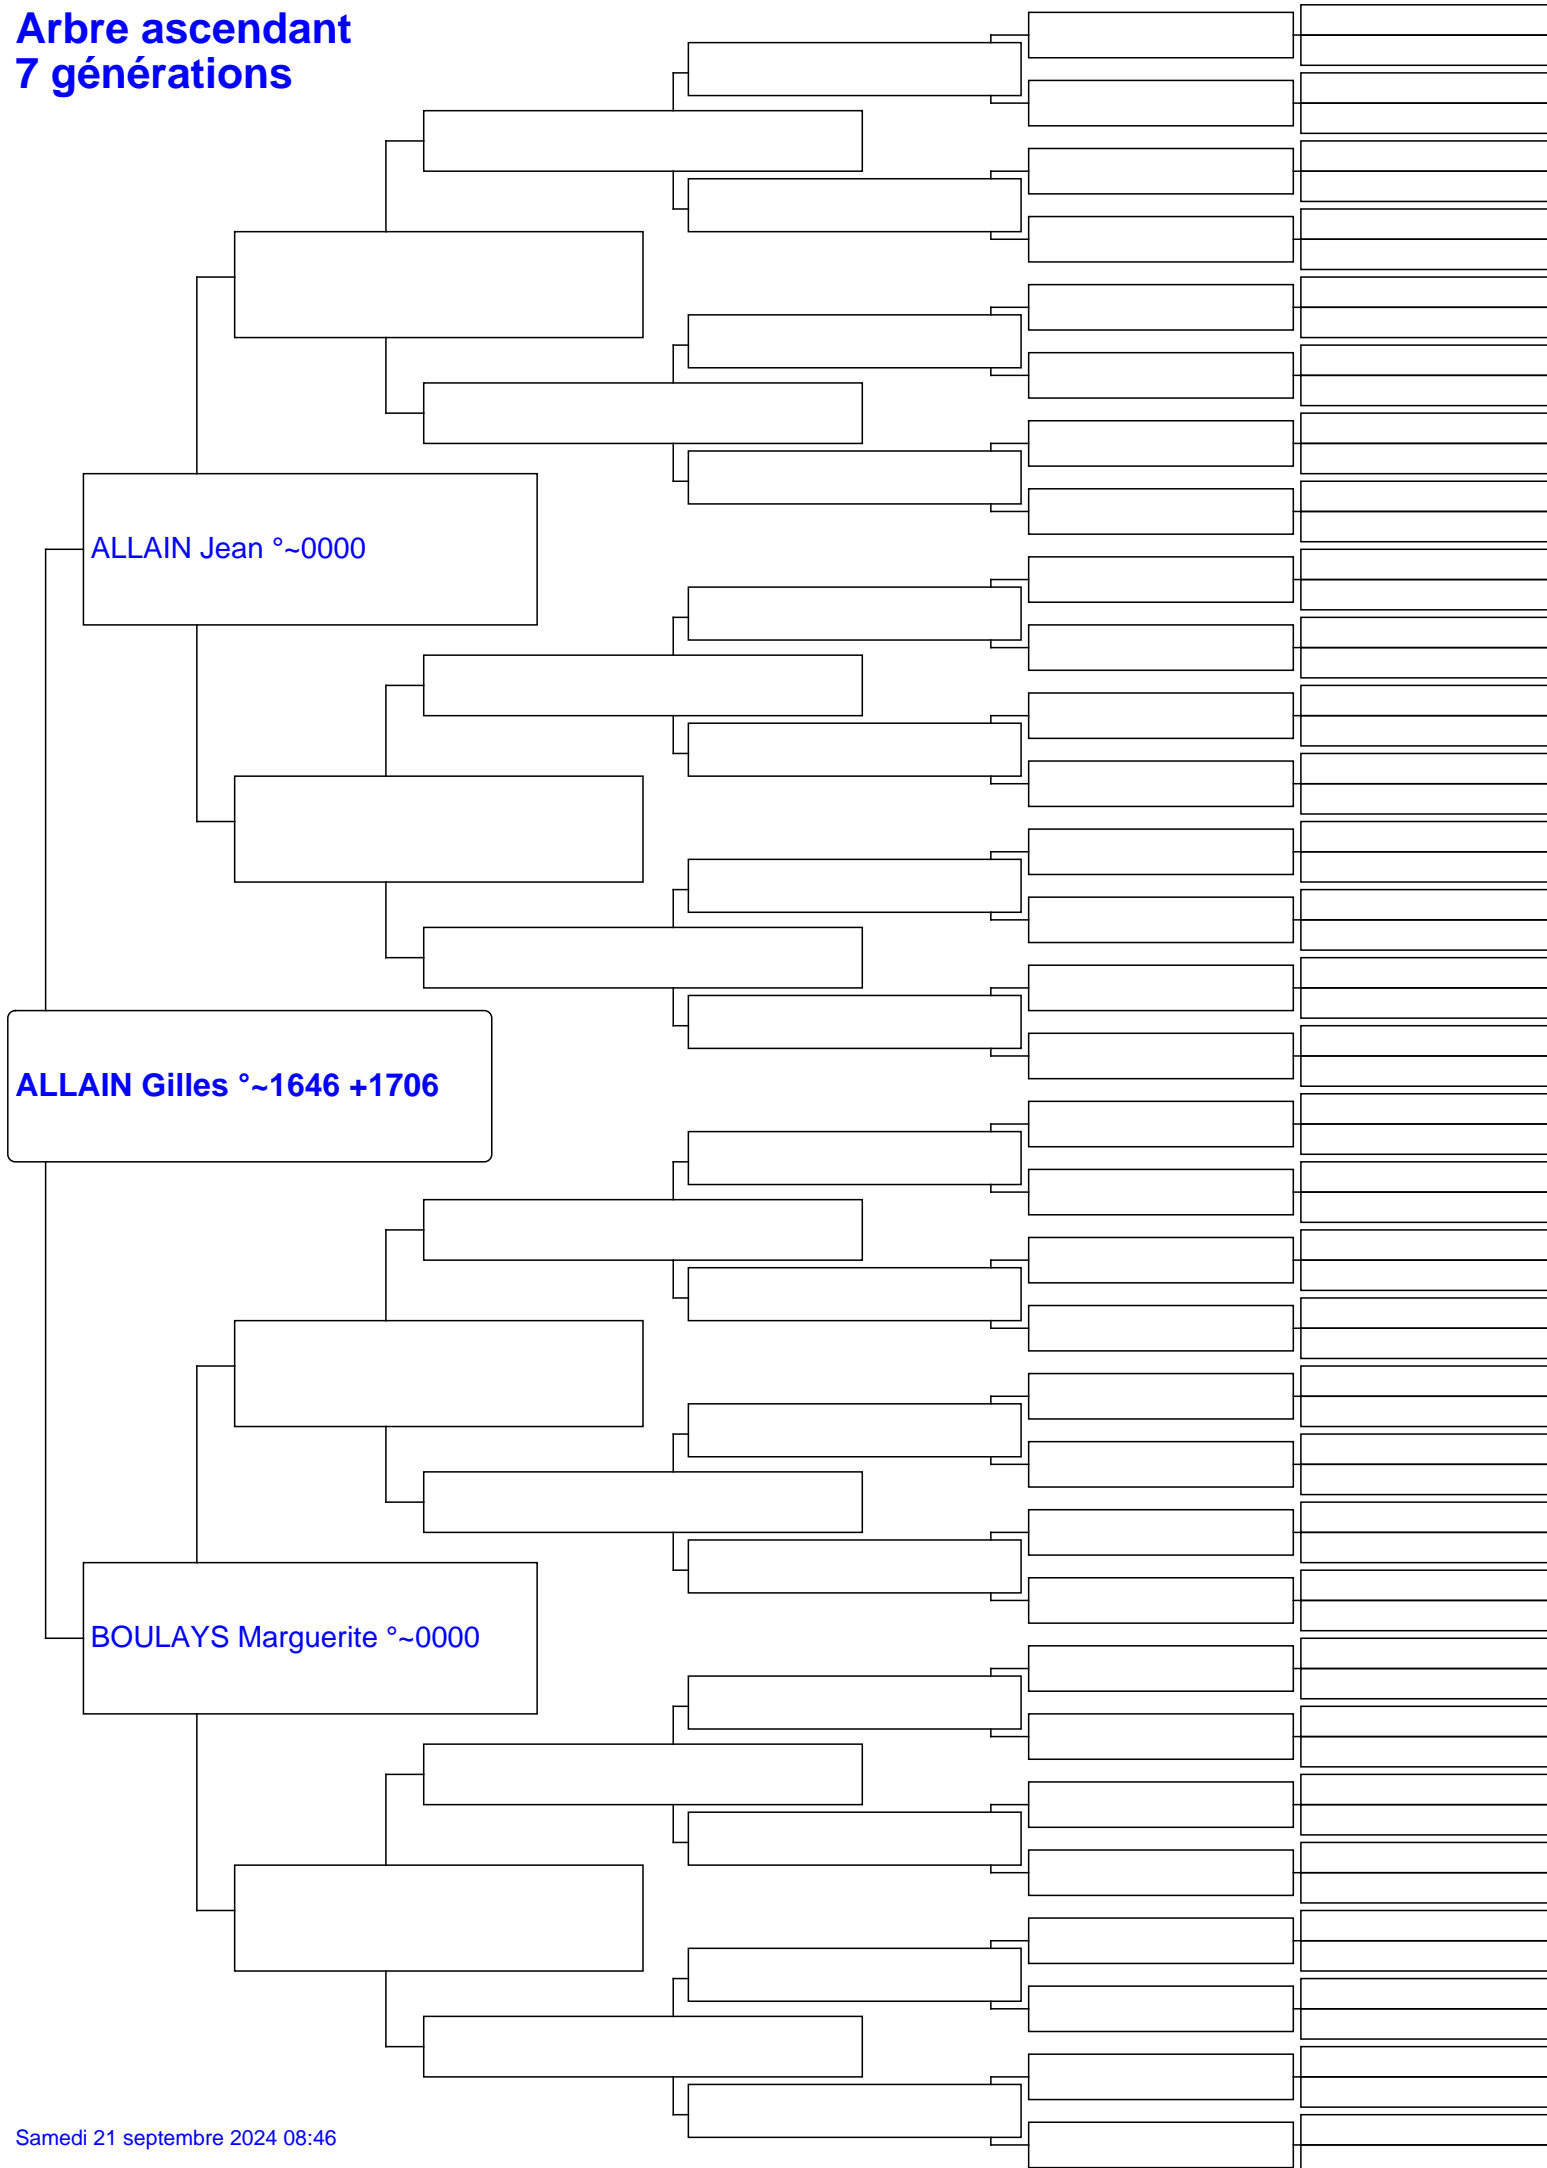 Arbre ascendant
7 générations
ALLAIN Jean °~0000
ALLAIN Gilles °~1646 +1706
BOULAYS Marguerite °~0000
Samedi 21 septembre 2024 08:46